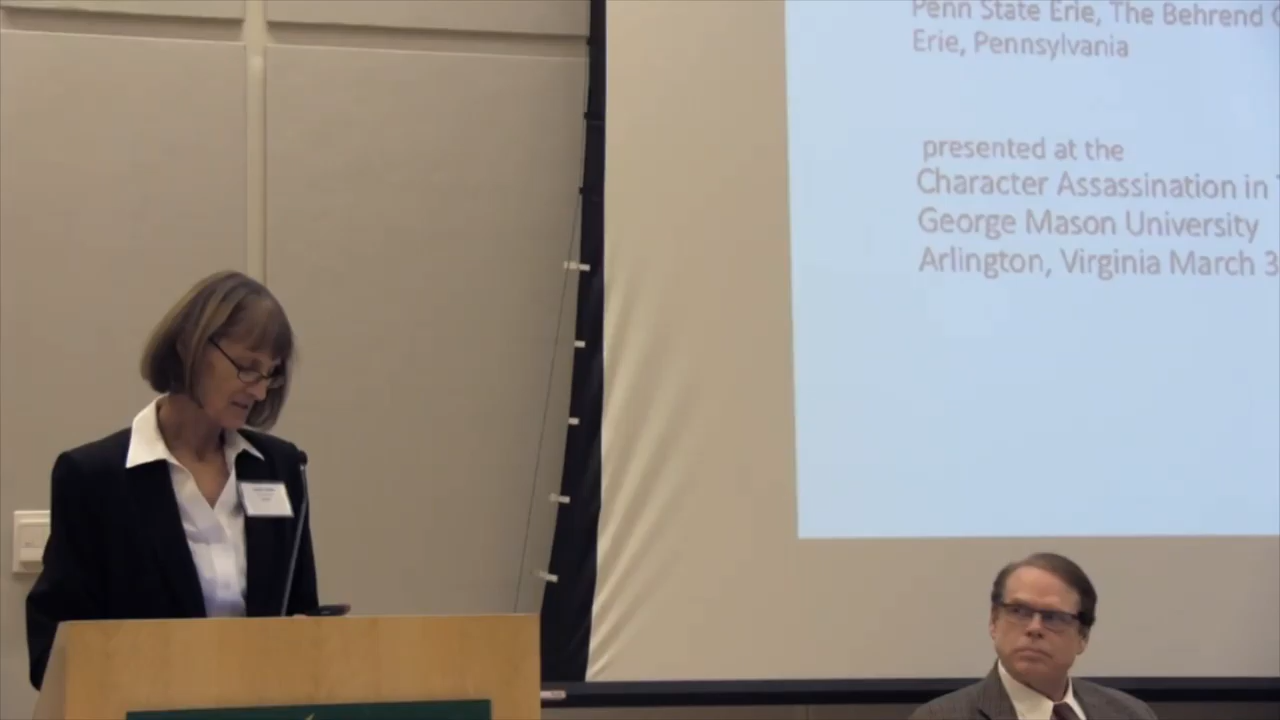 Penn State Erie, The Behrend
Erie, Pennsylvania
presented at the
Character Assassination in
George Mason University
Arlington, Virginia March 3